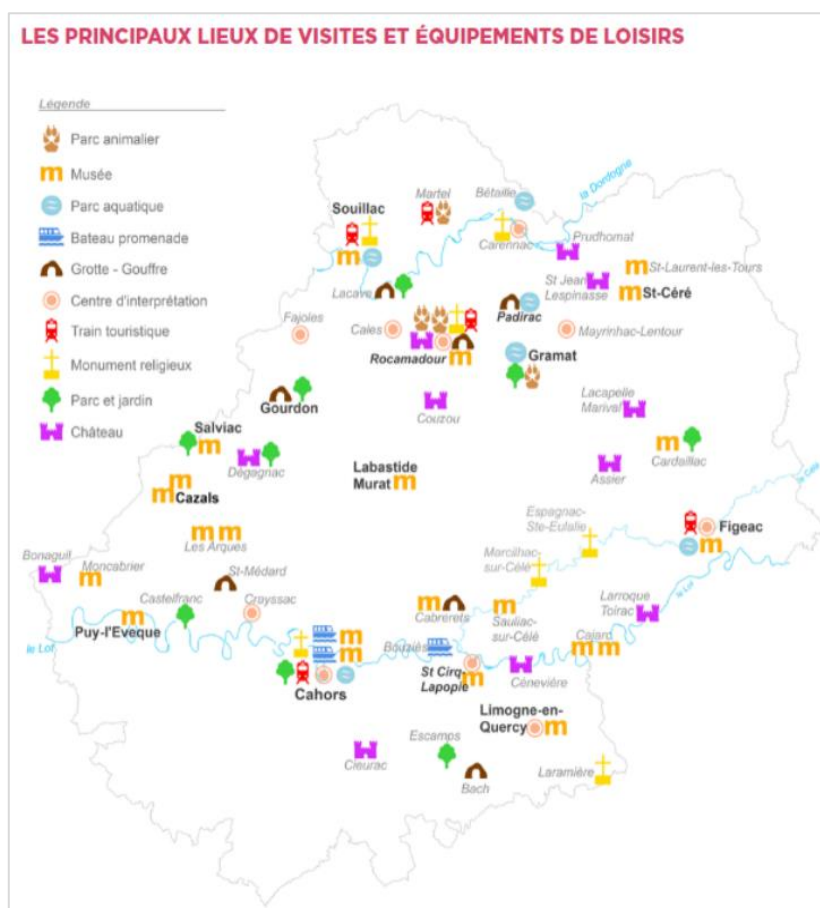 LES PRINCIPAUX LIEUX DE VISITES ET ÉQUIPEMENTS DE LOISIRS
Légende
Parc animalier
Musée
Parc aquatique
Bateau promenade
Grotte - Gouffre
Centre d'interprétation
Train touristique
Monument religieux
Parc et jardin
Château
la Dordogne
Bétaille
Martel
Souillac
Carennac
Prudhomat
St-Laurent-les-Tours
St Jean
Lespinasse
St-Céré
Lacave
Padirac
Fajoles
Cales
Mayrinhac-Lentour
Rocamadour
Gramat
Gourdon
Couzou
Lacapelle
Marival
Salviac
Dégagnac
Labastide
Murat
Cardaillac
Assier
Cazals
Espagnac-
Ste-Eulalie
Figeac
Les Arques
Marcilhac-
sur-Célé
Bonaguil
Moncabrier
St-Médard
Castelfranc
Crayssac
Larroque
Toirac
le Lot
Cabrerets
Sauliac
sur-Célé
Puy-l'Eveque
le Lot
Bouziès
Cajard
Cahors
St Cirq-
Lapopie
Cénevière
Limogne-en-
Quercy
Escamps
Cieurac
Bach
Laramière